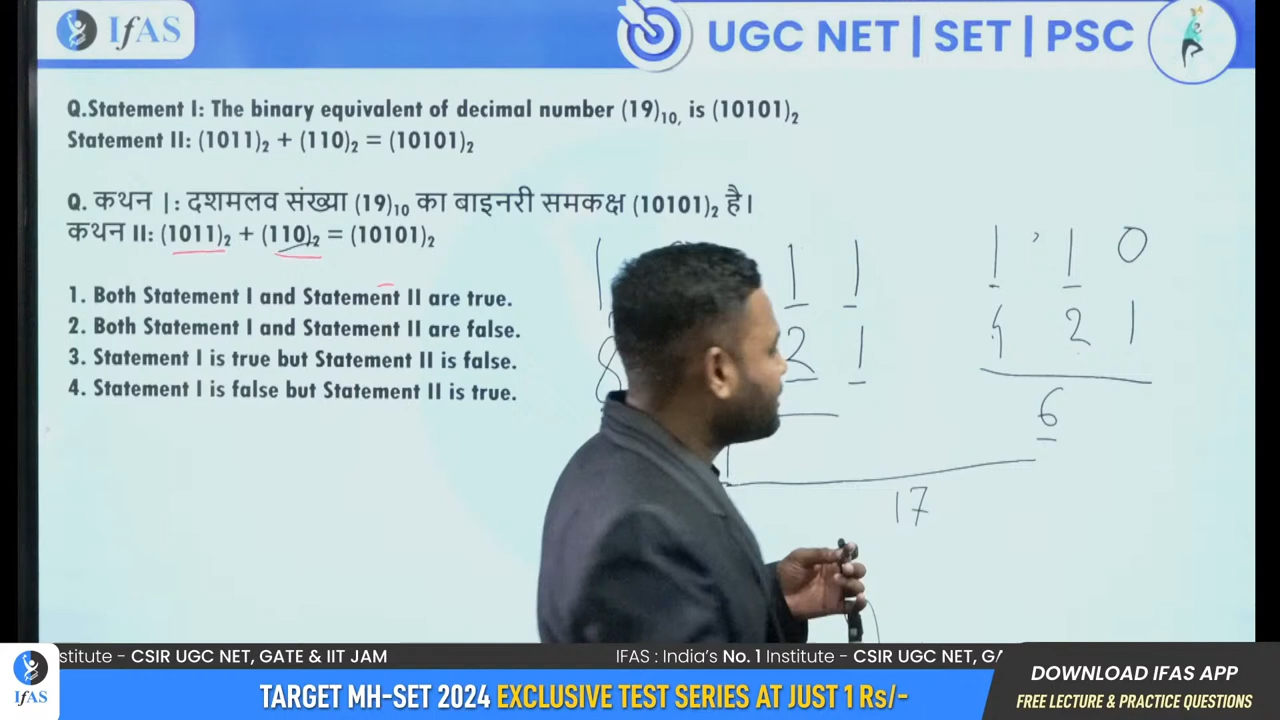 IfAS
UGC NET | SET | PSC
Q.Statement I: The binary equivalent of decimal number (19)₁₀, is (10101)₂
Statement II: (1011)₂ + (110)₂ = (10101)₂
Q. कथन |: दशमलव संख्या (19)₁₀ का बाइनरी समकक्ष (10101)₂ है।
कथन II: (1011)₂ + (110)₂ = (10101)₂
1. Both Statement I and Statement II are true.
2. Both Statement I and Statement II are false.
3. Statement I is true but Statement II is false.
4. Statement I is false but Statement II is true.
1 1 1
8 2 1
1 1 0
4 2 1
6
17
stitute - CSIR UGC NET, GATE & IIT JAM
IFAS : India's No. 1 Institute - CSIR UGC NET, GA
DOWNLOAD IFAS APP
FREE LECTURE & PRACTICE QUESTIONS
IfAS
TARGET MH-SET 2024 EXCLUSIVE TEST SERIES AT JUST 1 Rs/-